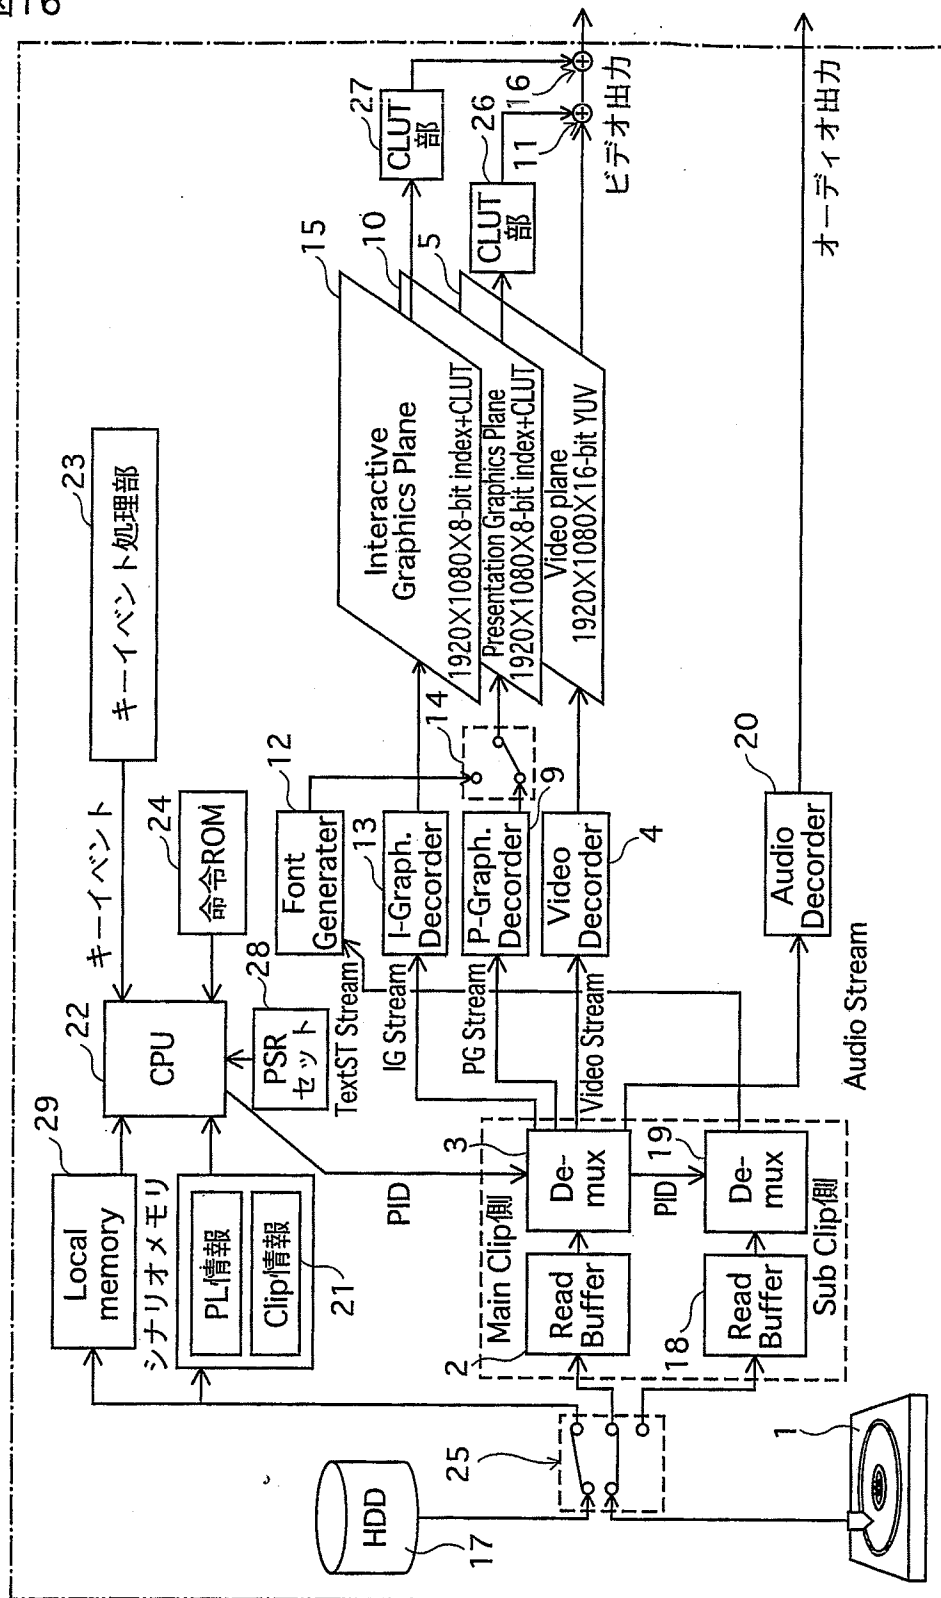 図16
HDD
17
25
1
Local
memory
29
シナリオメモリ
PL情報
Clip情報
21
CPU
22
キーイベント
キーイベント処理部
23
命令ROM
24
PSR
セット
28
PID
Main Clip側
Read
Buffer
2
De-
mux
3
PID
Read
Buffer
18
De-
mux
19
Sub Clip側
TextST Stream
IG Stream
PG Stream
Video Stream
Audio Stream
Font
Generater
12
I-Graph.
Decorder
13
P-Graph.
Decorder
9
Video
Decorder
4
Audio
Decorder
20
14
Interactive
Graphics Plane
1920×1080×8-bit index+CLUT
15
Presentation Graphics Plane
1920×1080×8-bit index+CLUT
10
Video plane
1920×1080×16-bit YUV
5
CLUT
部
27
CLUT
部
26
16
11
ビデオ出力
オーディオ出力